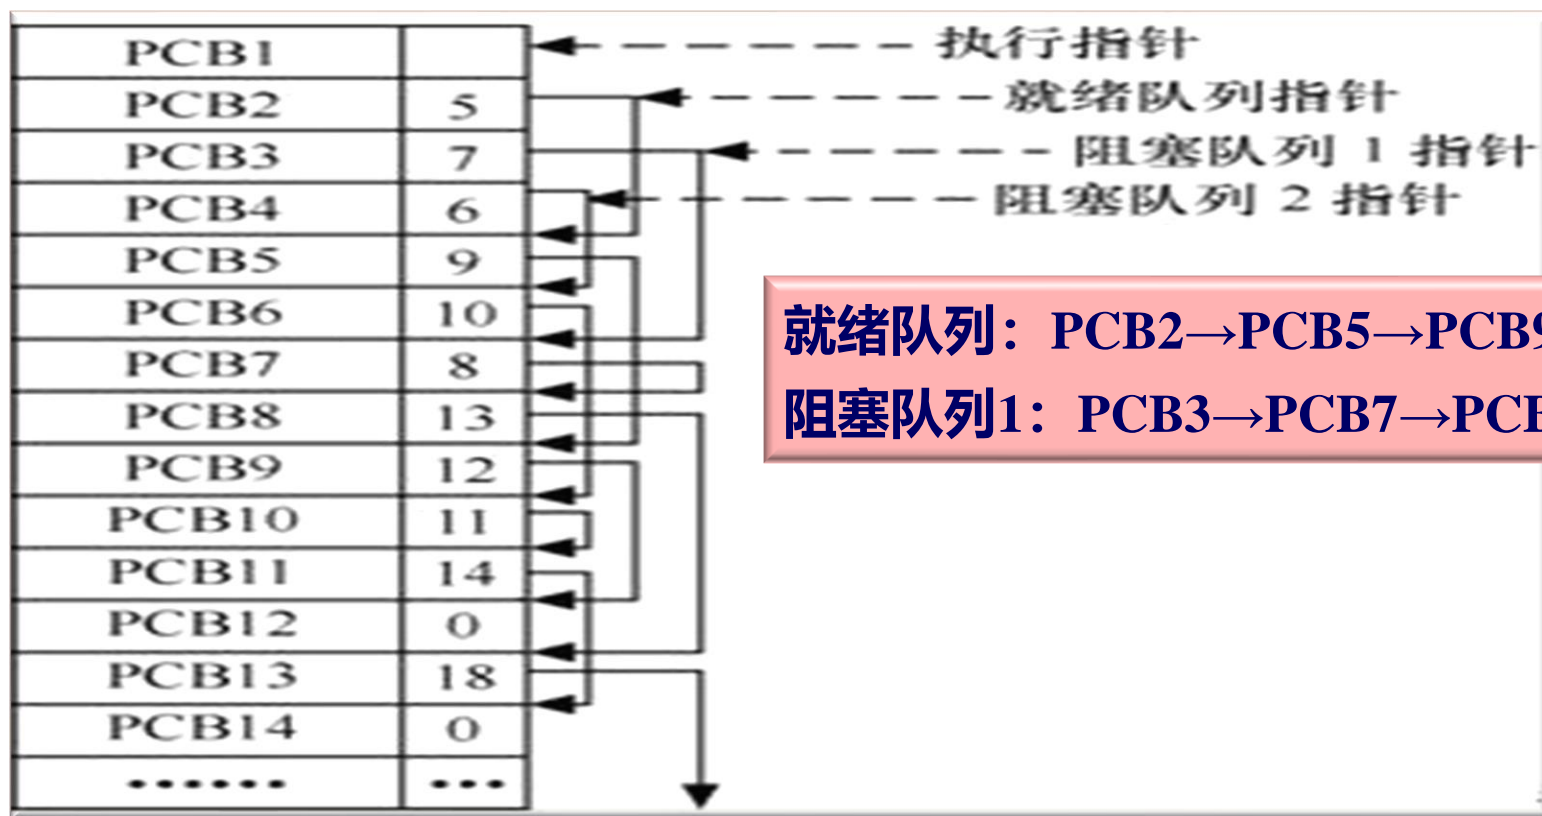 PCB1
执行指针
PCB2 5
就绪队列指针
PCB3 7
阻塞队列 1 指针
PCB4 6
阻塞队列 2 指针
PCB5 9
PCB6 10
PCB7 8
PCB8 13
PCB9 12
PCB10 11
PCB11 14
PCB12 0
PCB13 18
PCB14 0
…… …
就绪队列：PCB2→PCB5→PCB9
阻塞队列1：PCB3→PCB7→PCB